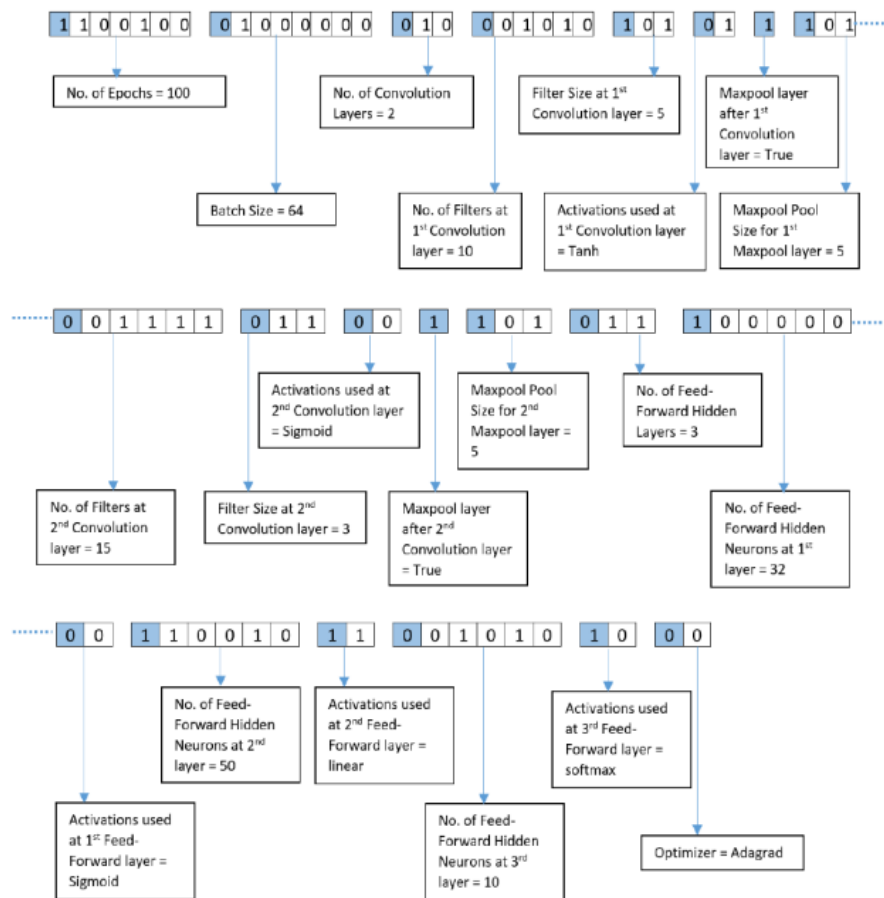 1 1 0 0 1 0 0 0 1 0 0 0 0 0 0 0 1 0 0 0 1 0 1 0 1 0 1 0 1 1 1 0 1
No. of Epochs = 100
No. of Convolution
Layers = 2
Filter Size at 1st
Convolution layer = 5
Maxpool layer
after 1st
Convolution
layer = True
Batch Size = 64
No. of Filters at
1st Convolution
layer = 10
Activations used at
1st Convolution layer
= Tanh
Maxpool Pool
Size for 1st
Maxpool layer = 5
0 0 1 1 1 1 0 1 1 0 0 1 1 0 1 0 1 1 1 0 0 0 0 0
Activations used at
2nd Convolution layer
= Sigmoid
Maxpool Pool
Size for 2nd
Maxpool layer =
5
No. of Feed-
Forward Hidden
Layers = 3
No. of Filters at
2nd Convolution
layer = 15
Filter Size at 2nd
Convolution layer = 3
Maxpool layer
after 2nd
Convolution layer
= True
No. of Feed-
Forward Hidden
Neurons at 1st
layer = 32
0 0 1 1 0 0 1 0 1 1 0 0 1 0 1 0 1 0 0 0
No. of Feed-
Forward Hidden
Neurons at 2nd
layer = 50
Activations used
at 2nd Feed-
Forward layer =
linear
Activations used
at 3rd Feed-
Forward layer =
softmax
Activations used
at 1st Feed-
Forward layer =
Sigmoid
No. of Feed-
Forward Hidden
Neurons at 3rd
layer = 10
Optimizer = Adagrad